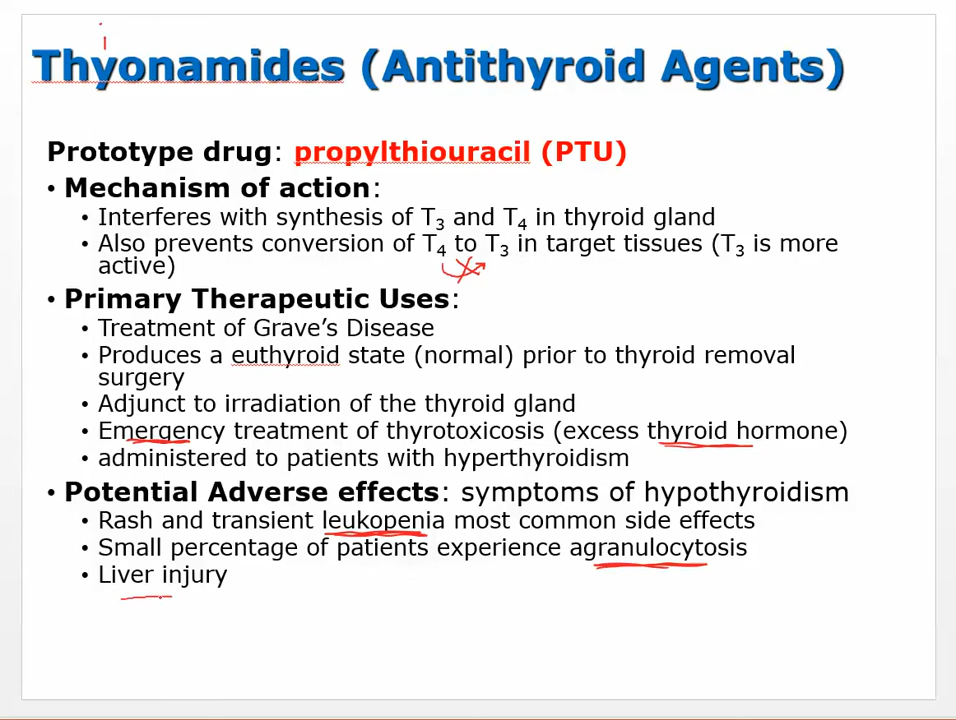 Thyonamides (Antithyroid Agents)
Prototype drug: propylthiouracil (PTU)
• Mechanism of action:
• Interferes with synthesis of T3 and T4 in thyroid gland
• Also prevents conversion of T4 to T3 in target tissues (T3 is more
active)
• Primary Therapeutic Uses:
• Treatment of Grave’s Disease
• Produces a euthyroid state (normal) prior to thyroid removal
surgery
• Adjunct to irradiation of the thyroid gland
• Emergency treatment of thyrotoxicosis (excess thyroid hormone)
• administered to patients with hyperthyroidism
• Potential Adverse effects: symptoms of hypothyroidism
• Rash and transient leukopenia most common side effects
• Small percentage of patients experience agranulocytosis
• Liver injury